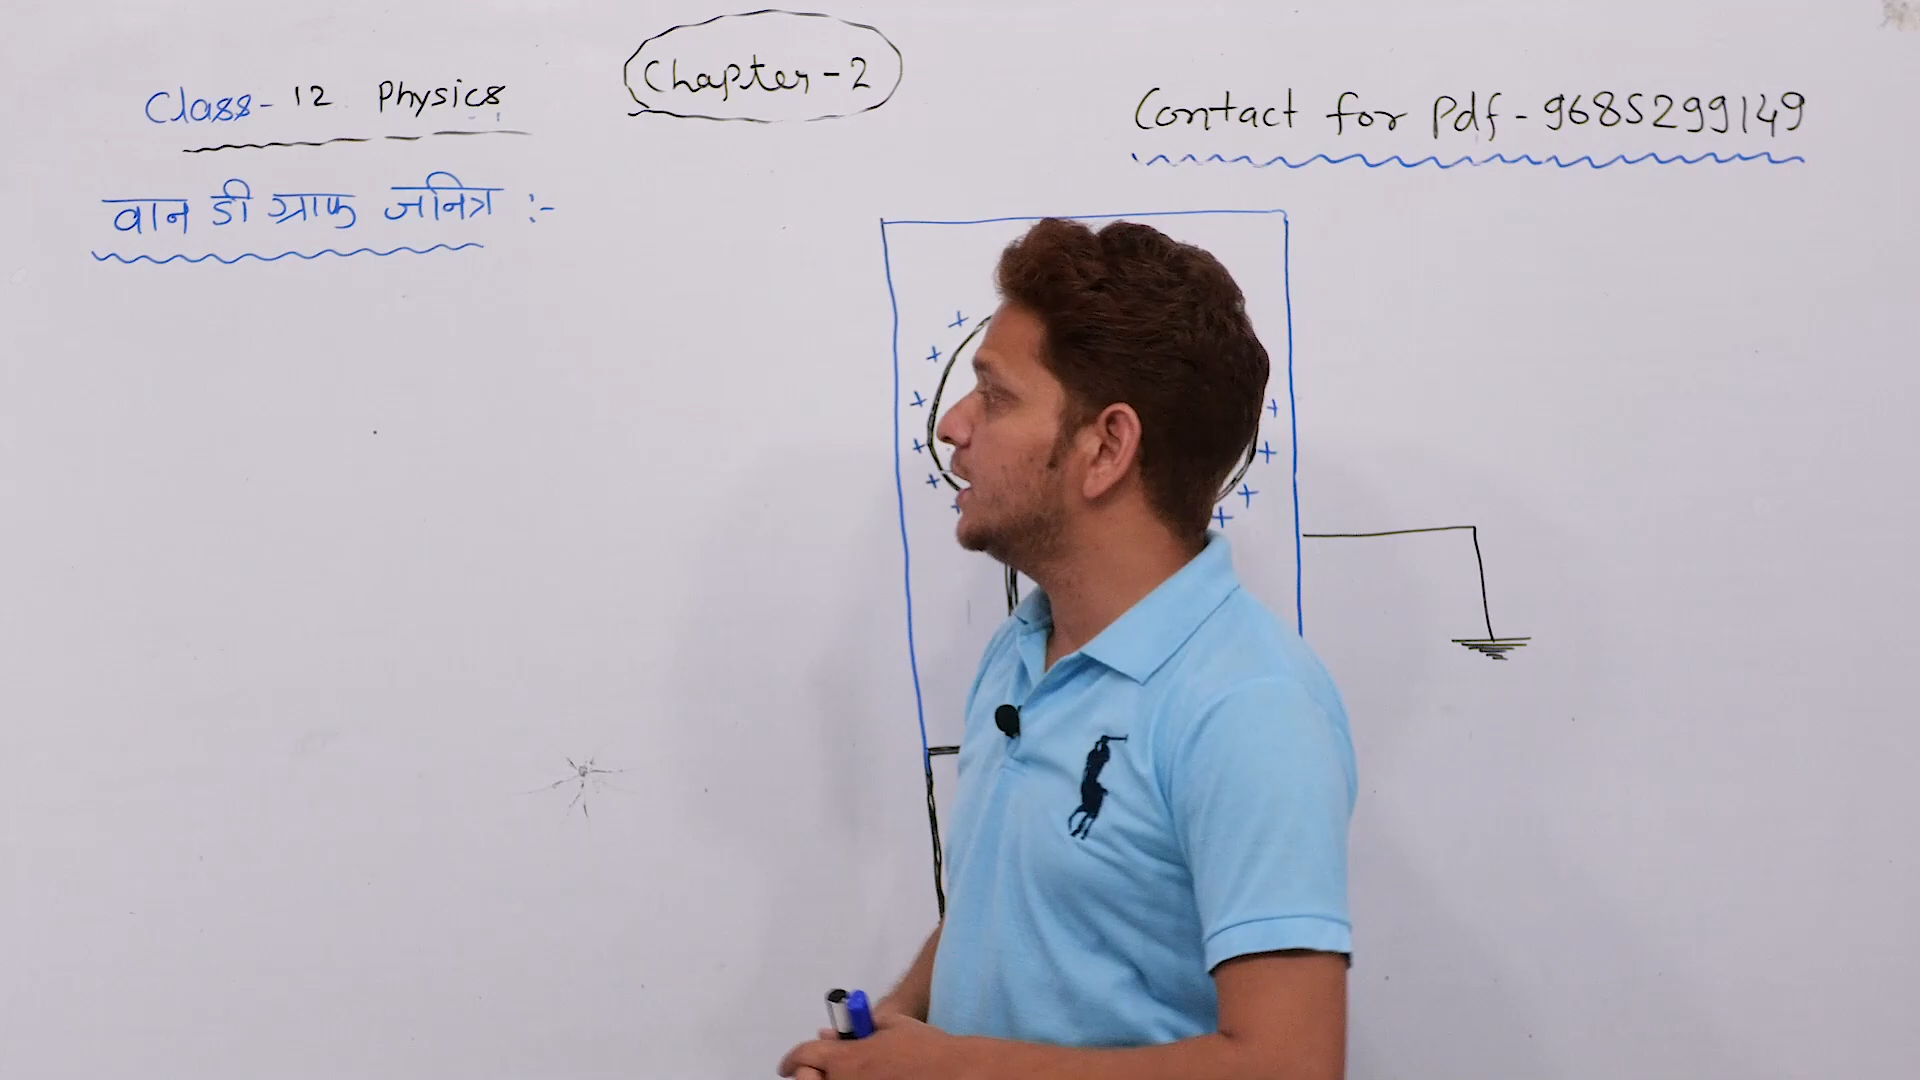 Class-12 Physics
Chapter-2
Contact for Pdf-9685299149
वान डी ग्राफ जनित्र :-